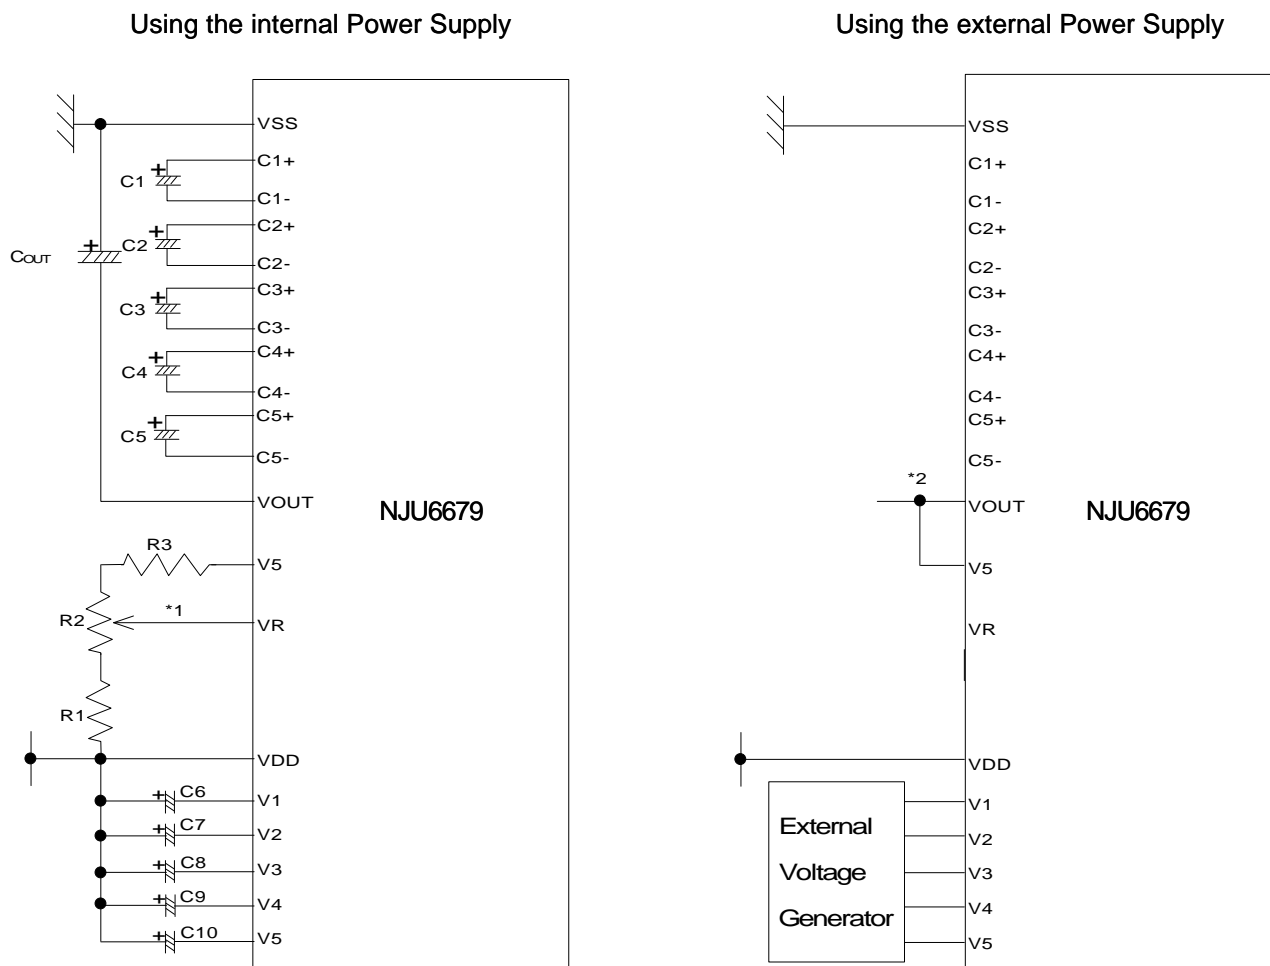 Using the internal Power Supply
VSS
C1+
C1
C1-
C2+
C2
C2-
COUT
C3+
C3
C3-
C4+
C4
C4-
C5+
C5
C5-
VOUT
NJU6679
R3
V5
R2
*1
VR
R1
VDD
C6
V1
C7
V2
C8
V3
C9
V4
C10
V5
Using the external Power Supply
VSS
C1+
C1-
C2+
C2-
C3+
C3-
C4+
C4-
C5+
C5-
*2
VOUT
NJU6679
V5
VR
VDD
External
Voltage
Generator
V1
V2
V3
V4
V5